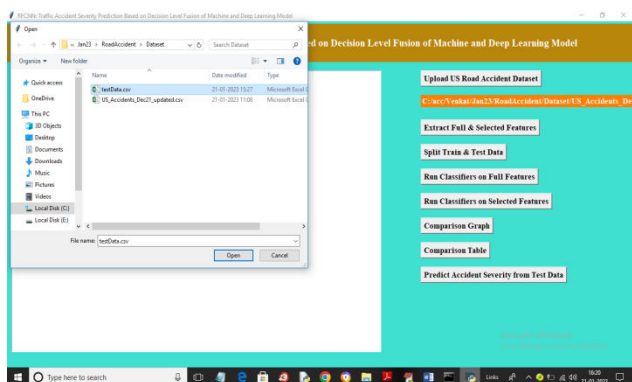 RFCNN: Traffic Accident Severity Prediction Based on Decision Level Fusion of Machine and Deep Learning Model
ed on Decision Level Fusion of Machine and Deep Learning Model
Open
« Jan23 > RoadAccident > Dataset
Search Dataset
Organize
New folder
Name
Date modified
Type
testData.csv
21-01-2023 15:27
Microsoft Excel C
US_Accidents_Dec21_updated.csv
21-01-2023 11:08
Microsoft Excel C
Quick access
OneDrive
This PC
3D Objects
Desktop
Documents
Downloads
Music
Pictures
Videos
Local Disk (C:)
Local Disk (E:)
File name:
testData.csv
Open
Cancel
Upload US Road Accident Dataset
C:/acc/Venkat/Jan23/RoadAccident/Dataset/US_Accidents_De
Extract Full & Selected Features
Split Train & Test Data
Run Classifiers on Full Features
Run Classifiers on Selected Features
Comparison Graph
Comparison Table
Predict Accident Severity from Test Data
Type here to search
Links
16:20
21-01-2023